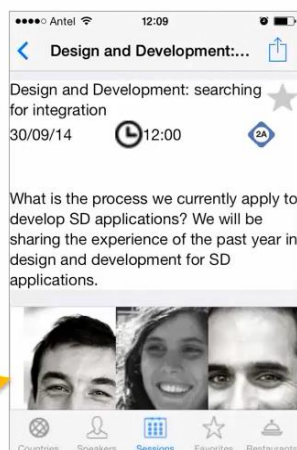 Antel 12:09
Design and Development:...
Design and Development: searching
for integration
30/09/14 12:00 2A
What is the process we currently apply to
develop SD applications? We will be
sharing the experience of the past year in
design and development for SD
applications.
Countries Speakers Sessions Favorites Restaurants